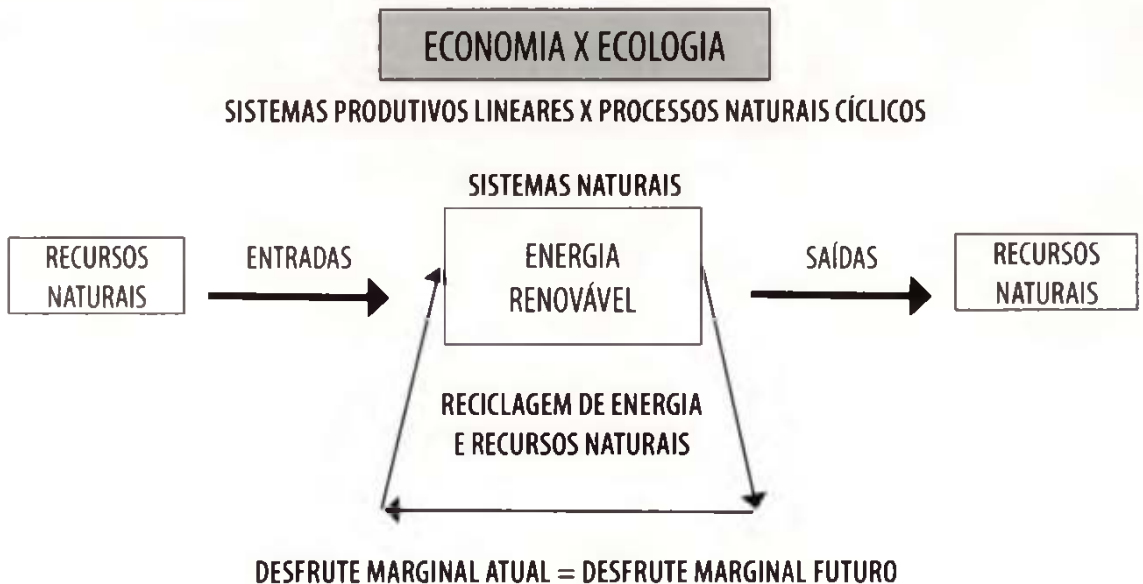 ECONOMIA X ECOLOGIA
SISTEMAS PRODUTIVOS LINEARES X PROCESSOS NATURAIS CÍCLICOS
SISTEMAS NATURAIS
RECURSOS
NATURAIS
ENTRADAS
ENERGIA
RENOVÁVEL
SAÍDAS
RECURSOS
NATURAIS
RECICLAGEM DE ENERGIA
E RECURSOS NATURAIS
DESFRUTE MARGINAL ATUAL = DESFRUTE MARGINAL FUTURO